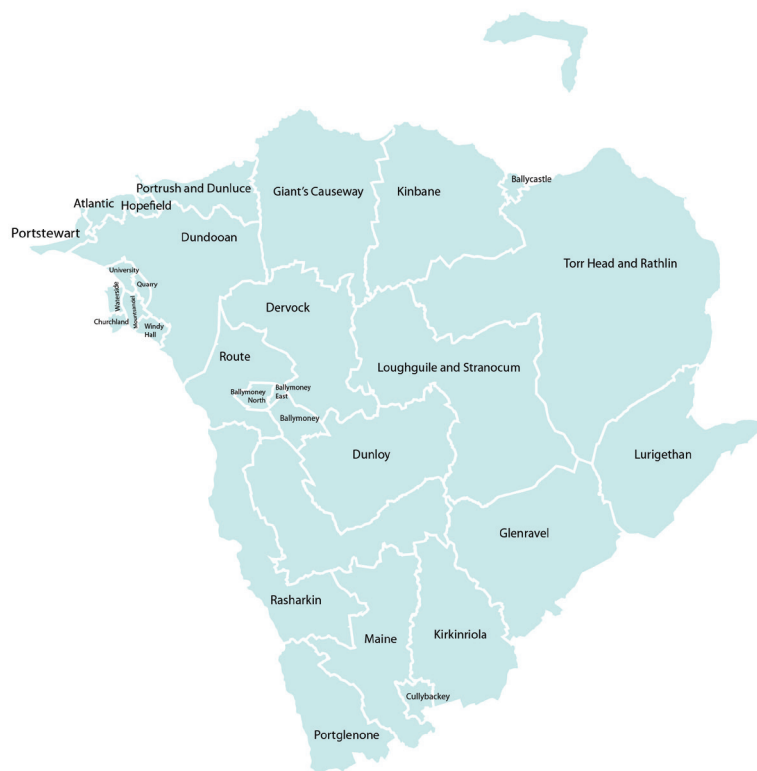 Ballycastle
Portrush and Dunluce
Giant's Causeway
Kinbane
Atlantic
Hopefield
Portstewart
Dundooan
Torr Head and Rathlin
University
Quarry
Waterside
Mountsandel
Churchland
Windy
Hall
Dervock
Route
Loughguile and Stranocum
Ballymoney
North
Ballymoney
East
Ballymoney
Dunloy
Lurigethan
Glenravel
Rasharkin
Maine
Kirkinriola
Cullybackey
Portglenone